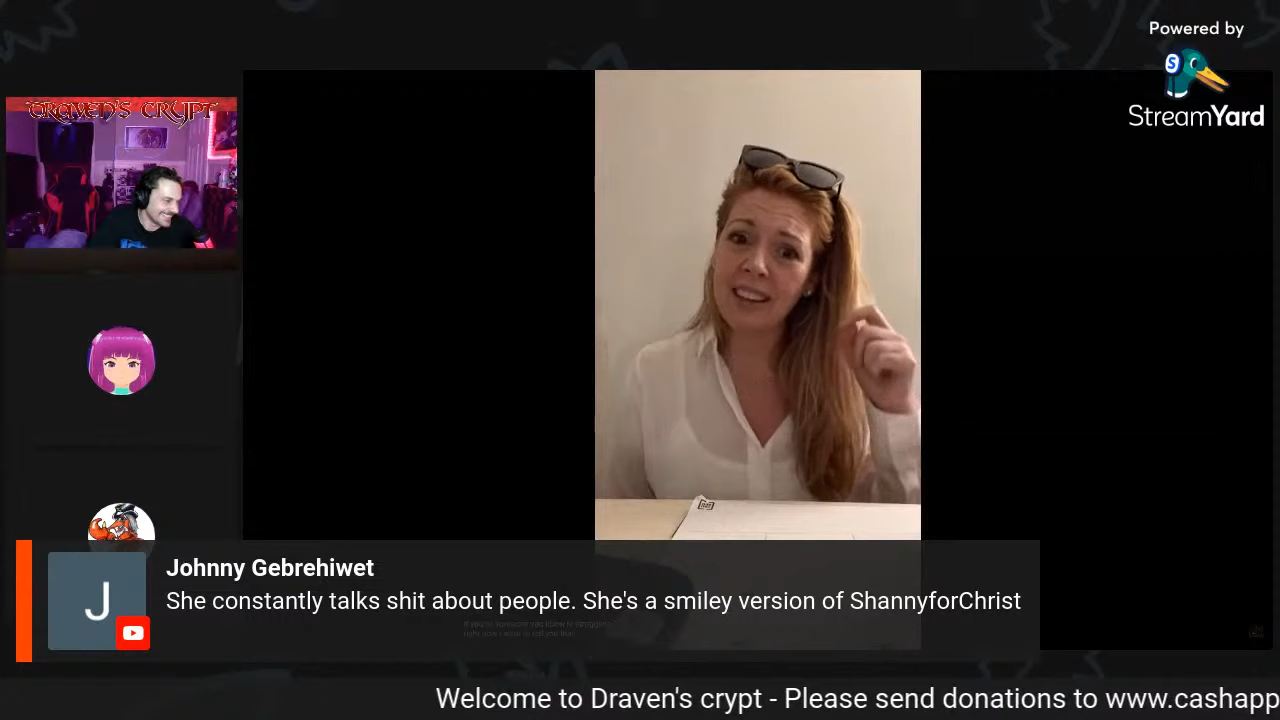 Powered by
StreamYard
DRAVEN'S CRYPT
Johnny Gebrehiwet
J
She constantly talks shit about people. She's a smiley version of ShannyforChrist
Welcome to Draven's crypt - Please send donations to www.cashapp